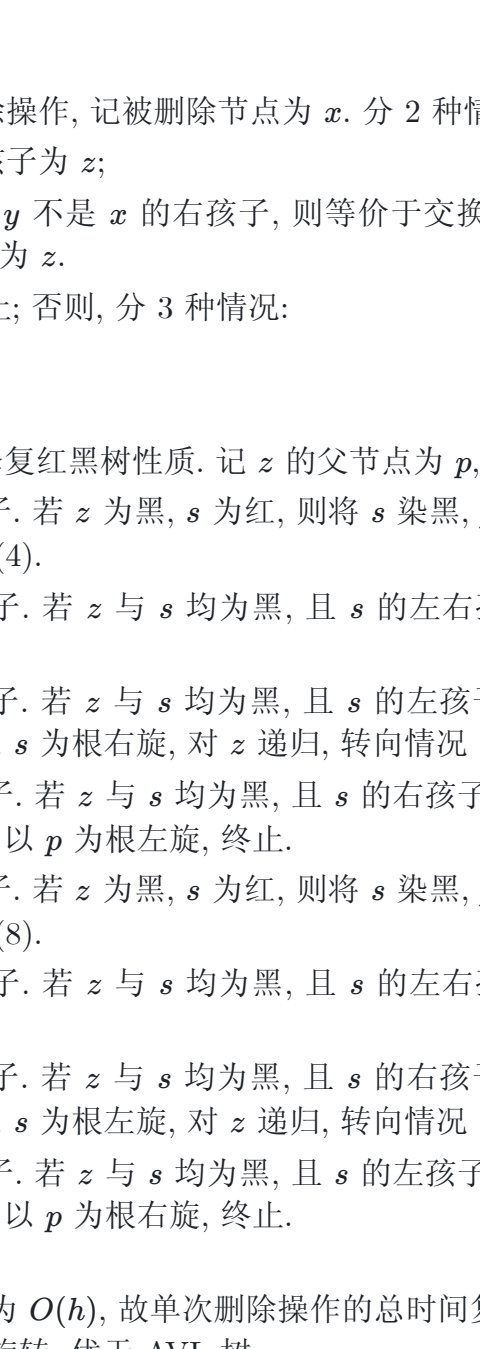 操作, 记被删除节点为 x. 分 2 种情
子为 z;
y 不是 x 的右孩子, 则等价于交换
为 z.
; 否则, 分 3 种情况:
复红黑树性质. 记 z 的父节点为 p,
子. 若 z 为黑, s 为红, 则将 s 染黑,
(4).
子. 若 z 与 s 均为黑, 且 s 的左右
子. 若 z 与 s 均为黑, 且 s 的左孩子
s 为根右旋, 对 z 递归, 转向情况
子. 若 z 与 s 均为黑, 且 s 的右孩子
以 p 为根左旋, 终止.
子. 若 z 为黑, s 为红, 则将 s 染黑,
(8).
子. 若 z 与 s 均为黑, 且 s 的左右
子. 若 z 与 s 均为黑, 且 s 的右孩子
s 为根左旋, 对 z 递归, 转向情况
子. 若 z 与 s 均为黑, 且 s 的左孩子
以 p 为根右旋, 终止.
为 O(h), 故单次删除操作的总时间复